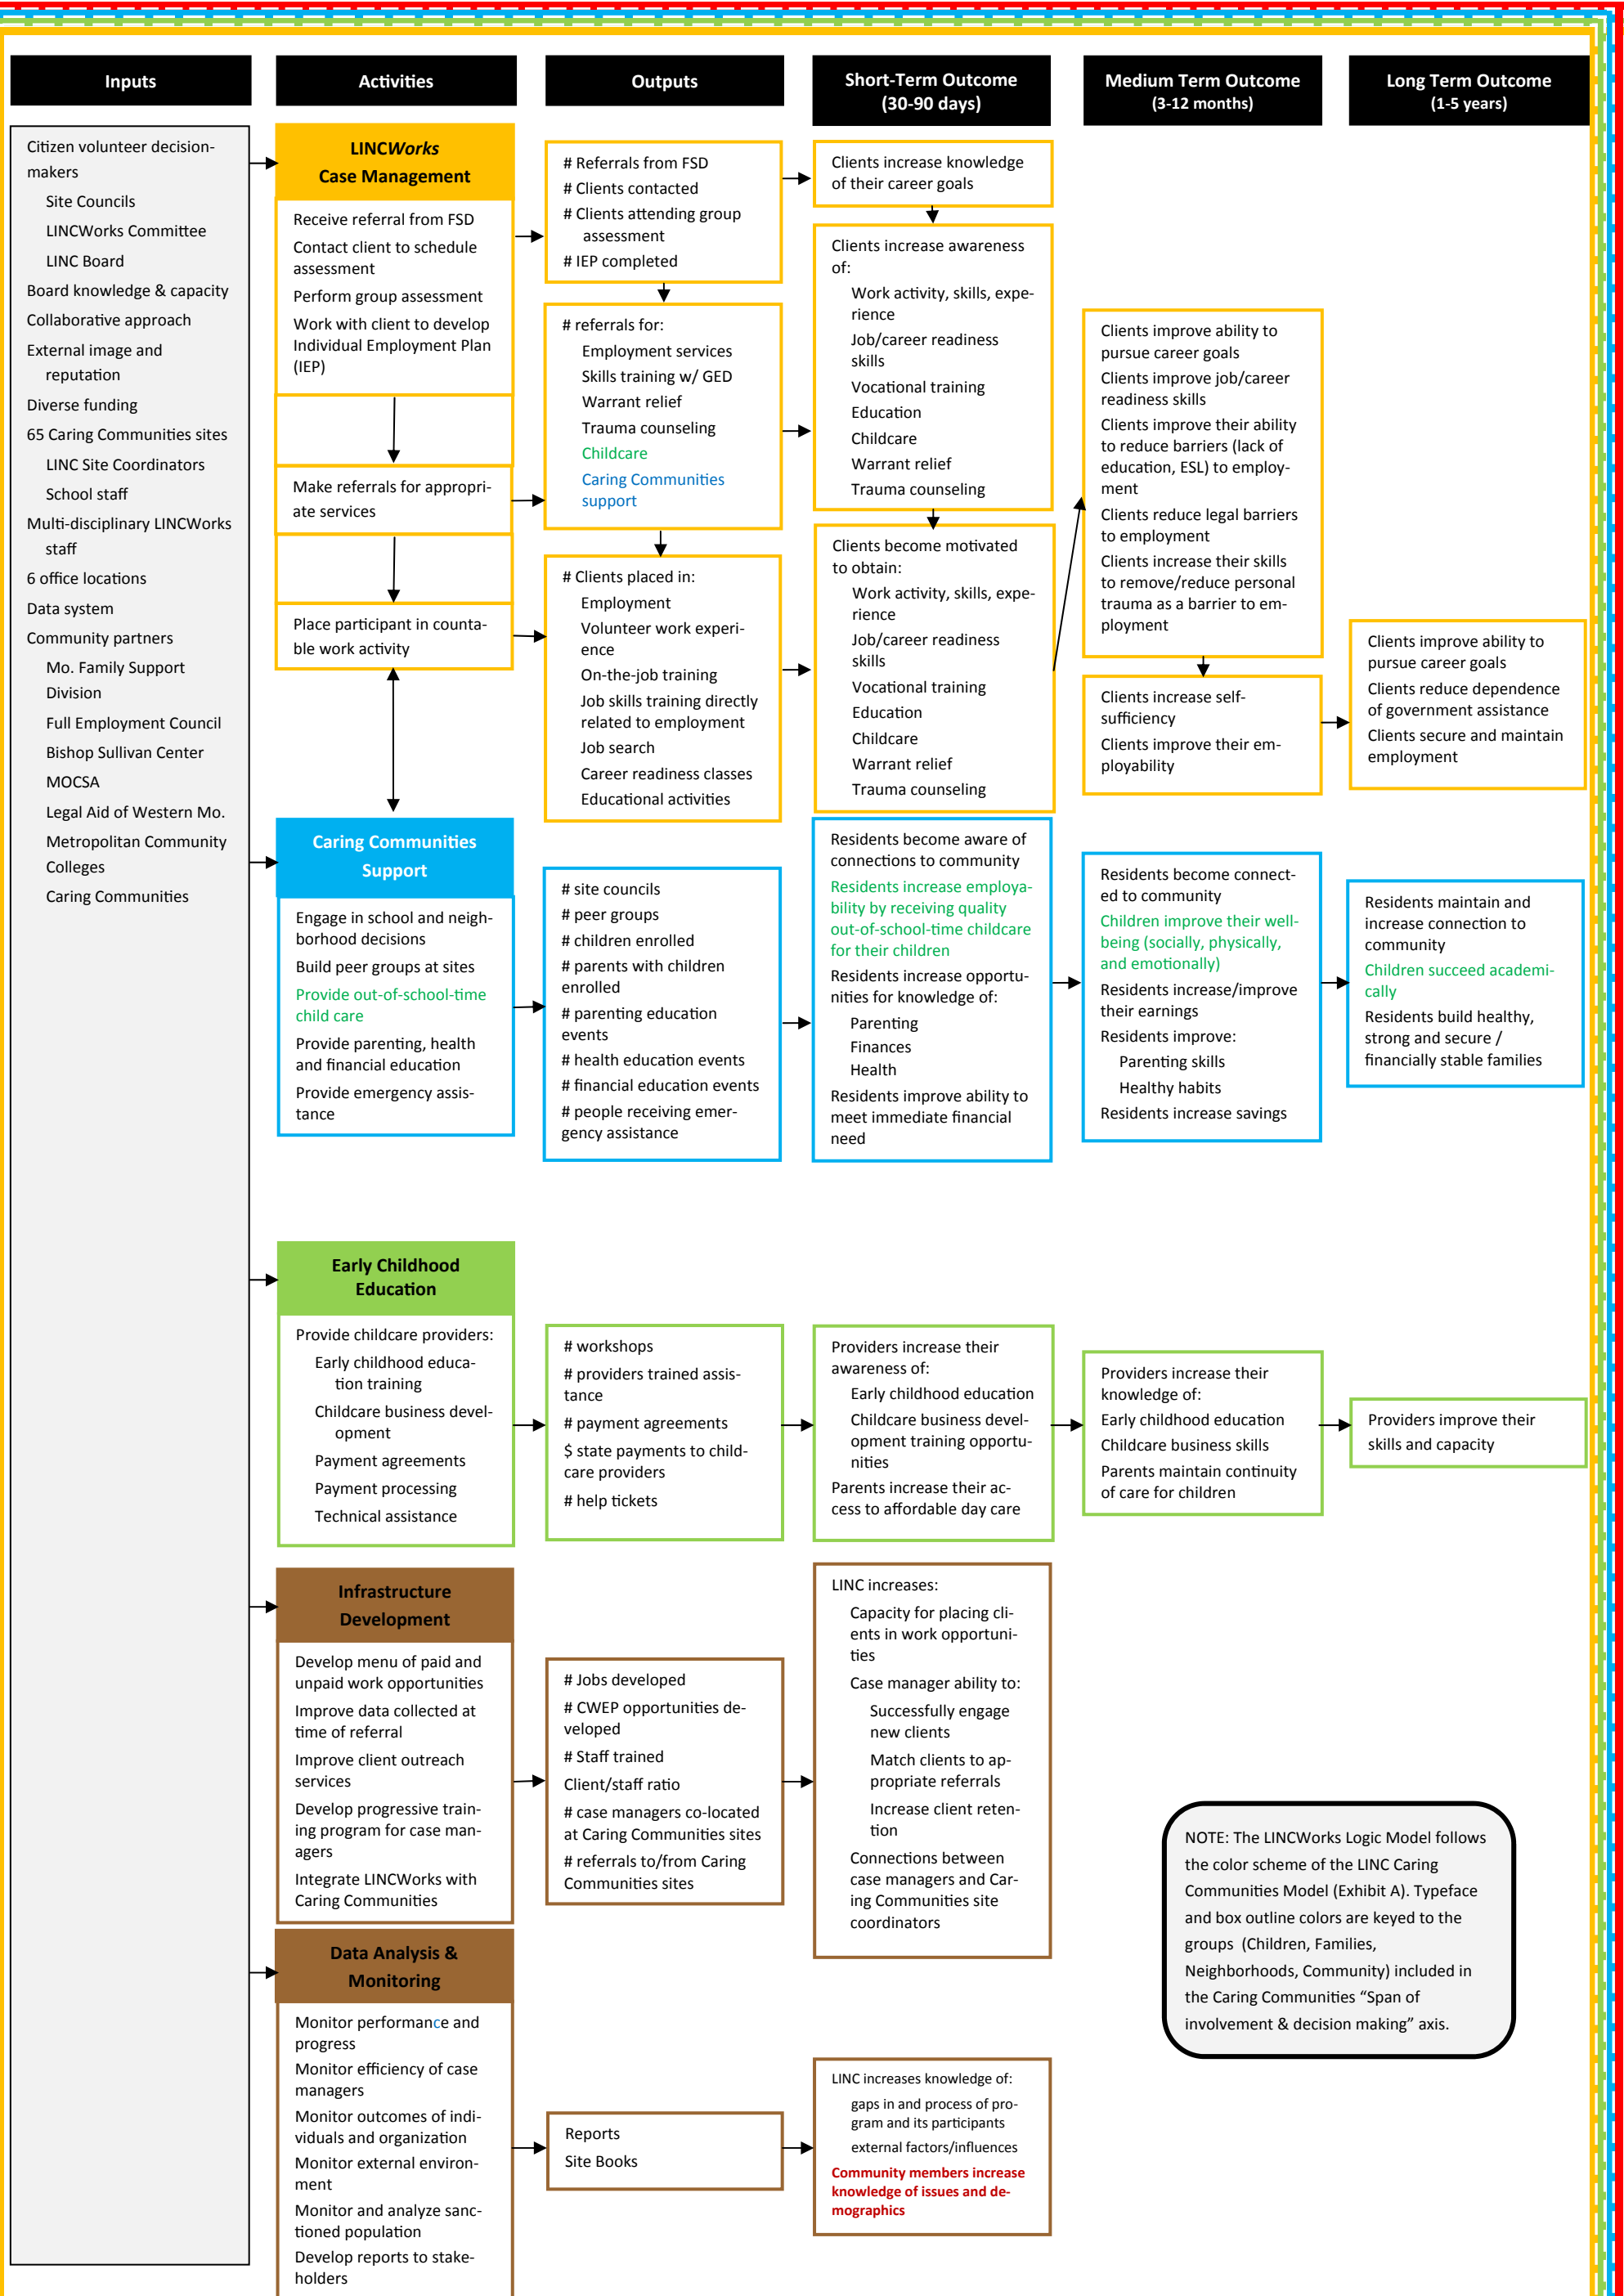 Inputs
Activities
Outputs
Short-Term Outcome
(30-90 days)
Medium Term Outcome
(3-12 months)
Long Term Outcome
(1-5 years)
Citizen volunteer decision-
makers
Site Councils
LINCWorks Committee
LINC Board
Board knowledge & capacity
Collaborative approach
External image and
reputation
Diverse funding
65 Caring Communities sites
LINC Site Coordinators
School staff
Multi-disciplinary LINCWorks
staff
6 office locations
Data system
Community partners
Mo. Family Support
Division
Full Employment Council
Bishop Sullivan Center
MOCSA
Legal Aid of Western Mo.
Metropolitan Community
Colleges
Caring Communities
LINCWorks
Case Management
Receive referral from FSD
Contact client to schedule
assessment
Perform group assessment
Work with client to develop
Individual Employment Plan
(IEP)
Make referrals for appropri-
ate services
Place participant in counta-
ble work activity
# Referrals from FSD
# Clients contacted
# Clients attending group
assessment
# IEP completed
# referrals for:
Employment services
Skills training w/ GED
Warrant relief
Trauma counseling
Childcare
Caring Communities
support
# Clients placed in:
Employment
Volunteer work experi-
ence
On-the-job training
Job skills training directly
related to employment
Job search
Career readiness classes
Educational activities
Clients increase knowledge
of their career goals
Clients increase awareness
of:
Work activity, skills, expe-
rience
Job/career readiness
skills
Vocational training
Education
Childcare
Warrant relief
Trauma counseling
Clients become motivated
to obtain:
Work activity, skills, expe-
rience
Job/career readiness
skills
Vocational training
Education
Childcare
Warrant relief
Trauma counseling
Clients improve ability to
pursue career goals
Clients improve job/career
readiness skills
Clients improve their ability
to reduce barriers (lack of
education, ESL) to employ-
ment
Clients reduce legal barriers
to employment
Clients increase their skills
to remove/reduce personal
trauma as a barrier to em-
ployment
Clients increase self-
sufficiency
Clients improve their em-
ployability
Clients improve ability to
pursue career goals
Clients reduce dependence
of government assistance
Clients secure and maintain
employment
Caring Communities
Support
Engage in school and neigh-
borhood decisions
Build peer groups at sites
Provide out-of-school-time
child care
Provide parenting, health
and financial education
Provide emergency assis-
tance
# site councils
# peer groups
# children enrolled
# parents with children
enrolled
# parenting education
events
# health education events
# financial education events
# people receiving emer-
gency assistance
Residents become aware of
connections to community
Residents increase employa-
bility by receiving quality
out-of-school-time childcare
for their children
Residents increase opportu-
nities for knowledge of:
Parenting
Finances
Health
Residents improve ability to
meet immediate financial
need
Residents become connect-
ed to community
Children improve their well-
being (socially, physically,
and emotionally)
Residents increase/improve
their earnings
Residents improve:
Parenting skills
Healthy habits
Residents increase savings
Residents maintain and
increase connection to
community
Children succeed academi-
cally
Residents build healthy,
strong and secure /
financially stable families
Early Childhood
Education
Provide childcare providers:
Early childhood educa-
tion training
Childcare business devel-
opment
Payment agreements
Payment processing
Technical assistance
# workshops
# providers trained assis-
tance
# payment agreements
$ state payments to child-
care providers
# help tickets
Providers increase their
awareness of:
Early childhood education
Childcare business devel-
opment training opportu-
nities
Parents increase their ac-
cess to affordable day care
Providers increase their
knowledge of:
Early childhood education
Childcare business skills
Parents maintain continuity
of care for children
Providers improve their
skills and capacity
Infrastructure
Development
Develop menu of paid and
unpaid work opportunities
Improve data collected at
time of referral
Improve client outreach
services
Develop progressive train-
ing program for case man-
agers
Integrate LINCWorks with
Caring Communities
# Jobs developed
# CWEP opportunities de-
veloped
# Staff trained
Client/staff ratio
# case managers co-located
at Caring Communities sites
# referrals to/from Caring
Communities sites
LINC increases:
Capacity for placing cli-
ents in work opportuni-
ties
Case manager ability to:
Successfully engage
new clients
Match clients to ap-
propriate referrals
Increase client reten-
tion
Connections between
case managers and Car-
ing Communities site
coordinators
NOTE: The LINCWorks Logic Model follows
the color scheme of the LINC Caring
Communities Model (Exhibit A). Typeface
and box outline colors are keyed to the
groups (Children, Families,
Neighborhoods, Community) included in
the Caring Communities “Span of
involvement & decision making” axis.
Data Analysis &
Monitoring
Monitor performance and
progress
Monitor efficiency of case
managers
Monitor outcomes of indi-
viduals and organization
Monitor external environ-
ment
Monitor and analyze sanc-
tioned population
Develop reports to stake-
holders
Reports
Site Books
LINC increases knowledge of:
gaps in and process of pro-
gram and its participants
external factors/influences
Community members increase
knowledge of issues and de-
mographics